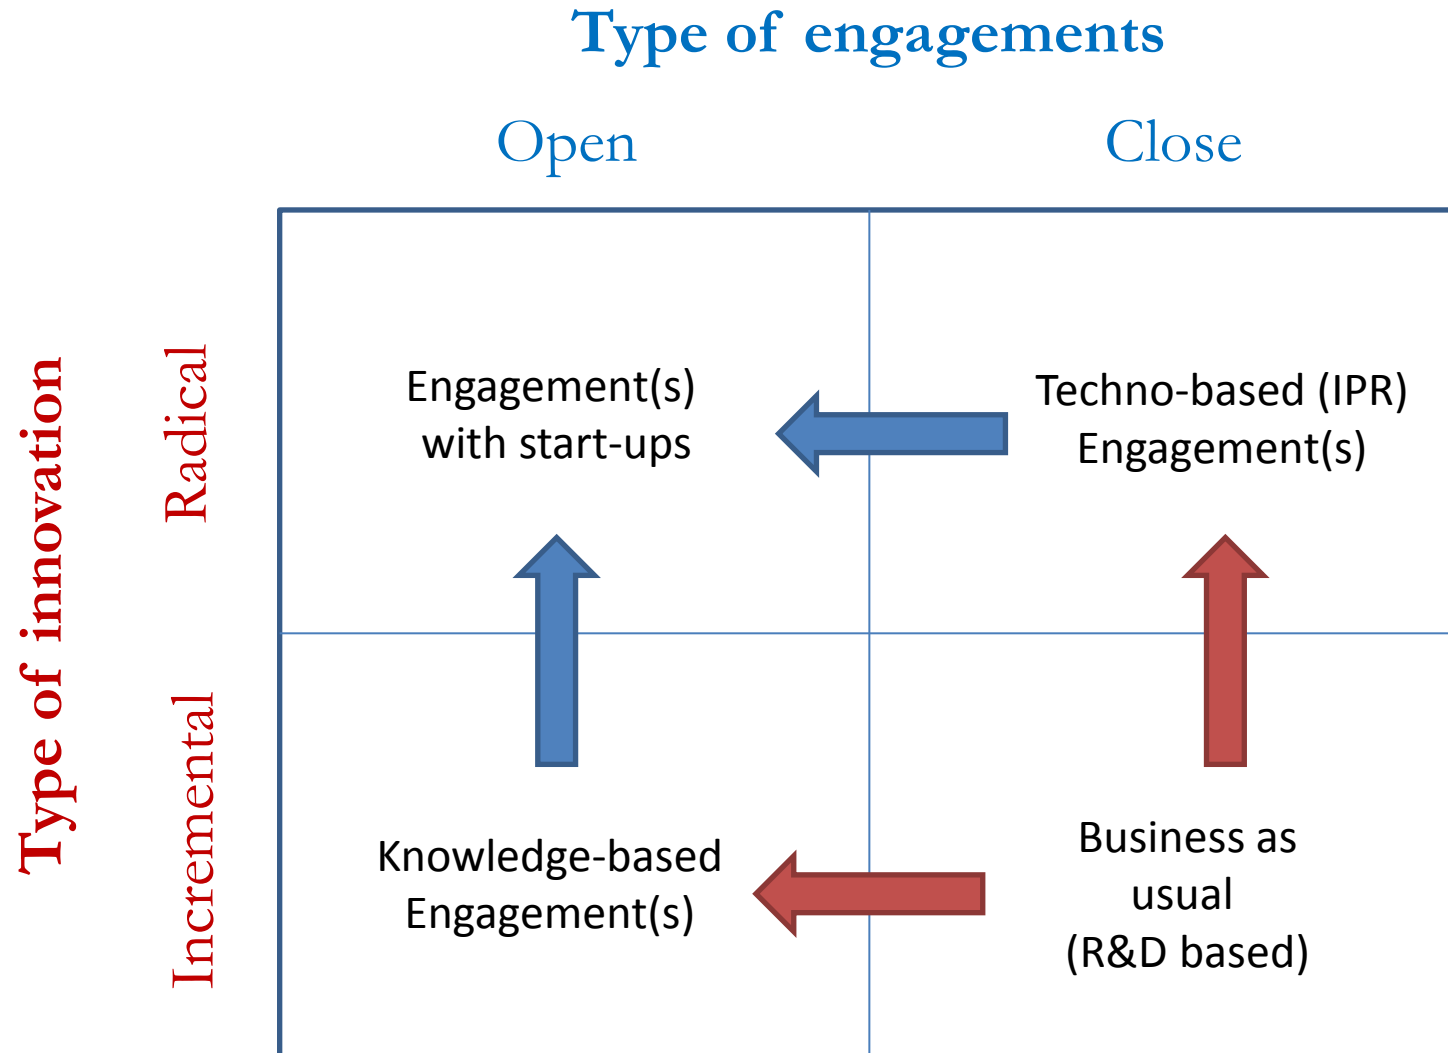 Type of engagements
Open
Close
Type of innovation
Radical
Engagement(s)
with start-ups
Techno-based (IPR)
Engagement(s)
Incremental
Knowledge-based
Engagement(s)
Business as
usual
(R&D based)